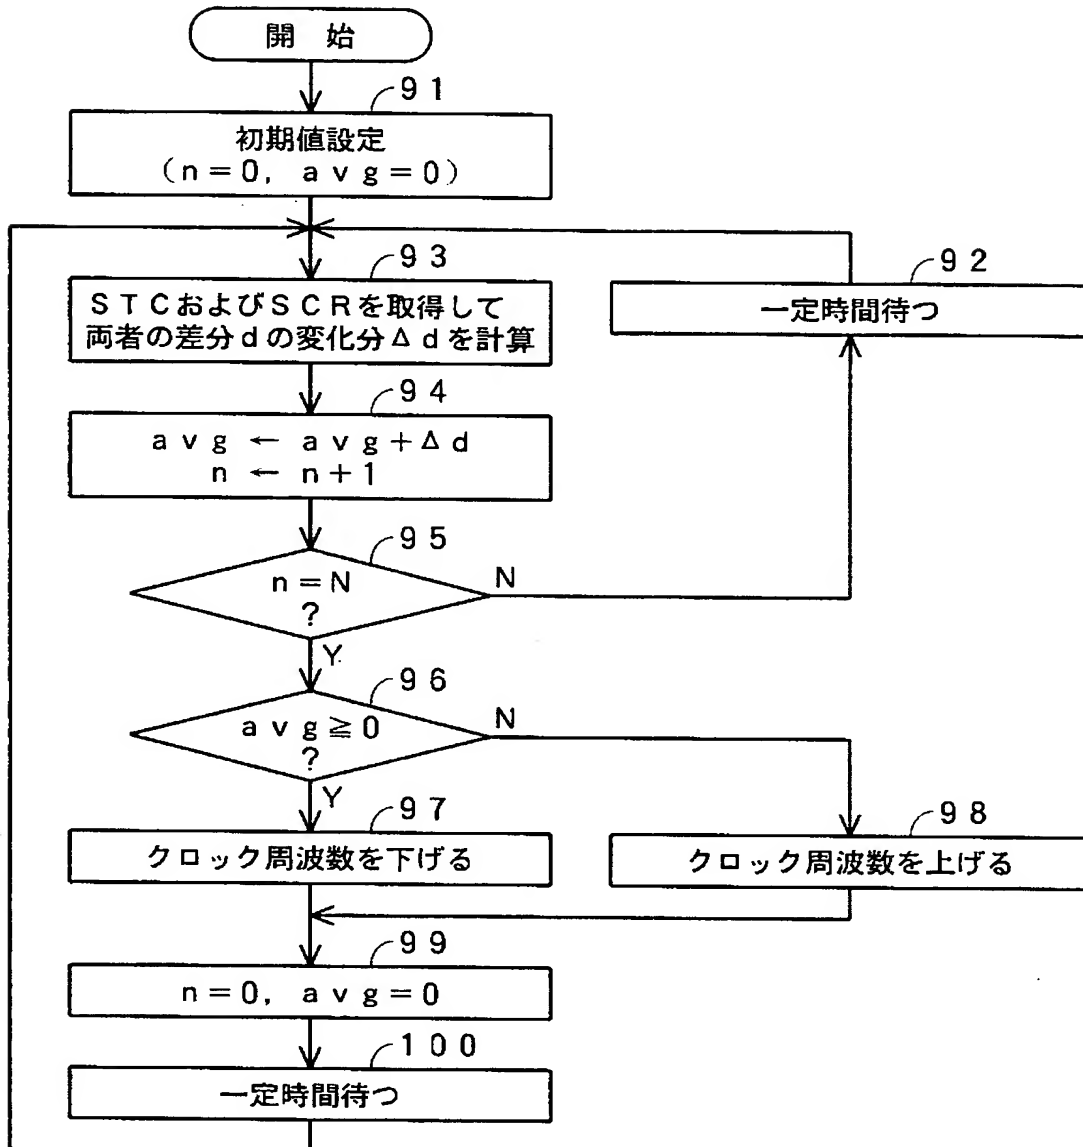 開 始
91
初期値設定
(n=0, avg=0)
93
STCおよびSCRを取得して
両者の差分dの変化分Δdを計算
92
一定時間待つ
94
avg ← avg+Δd
n ← n+1
95
n=N
?
N
Y
96
avg≧0
?
N
Y
97
クロック周波数を下げる
98
クロック周波数を上げる
99
n=0, avg=0
100
一定時間待つ